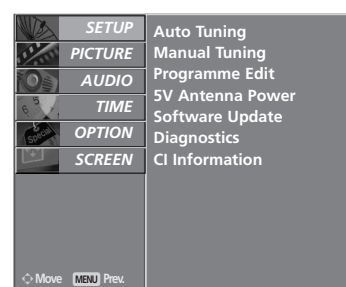 SETUP
PICTURE
AUDIO
TIME
OPTION
SCREEN
Auto Tuning
Manual Tuning
Programme Edit
5V Antenna Power
Software Update
Diagnostics
CI Information
Special
Move MENU Prev.